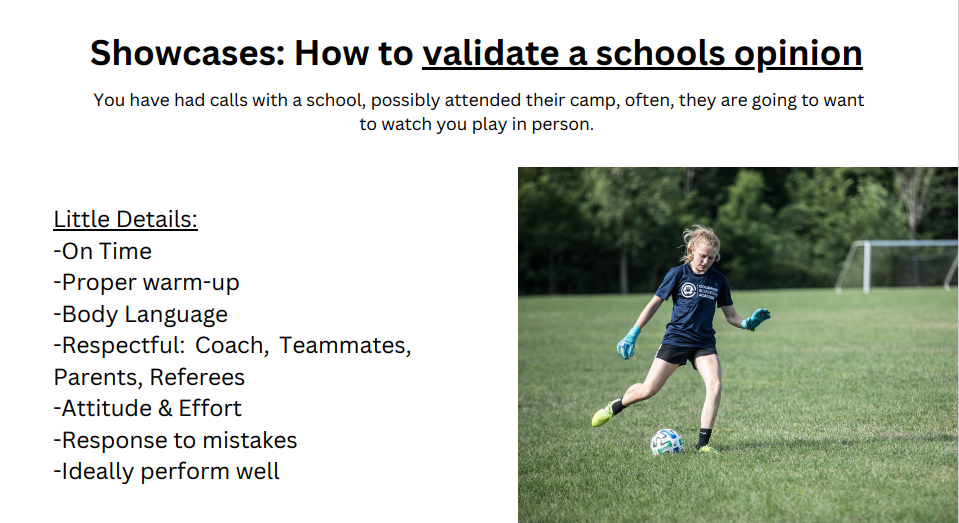 Showcases: How to validate a schools opinion
You have had calls with a school, possibly attended their camp, often, they are going to want
to watch you play in person.
Little Details:
-On Time
-Proper warm-up
-Body Language
-Respectful: Coach, Teammates,
Parents, Referees
-Attitude & Effort
-Response to mistakes
-Ideally perform well